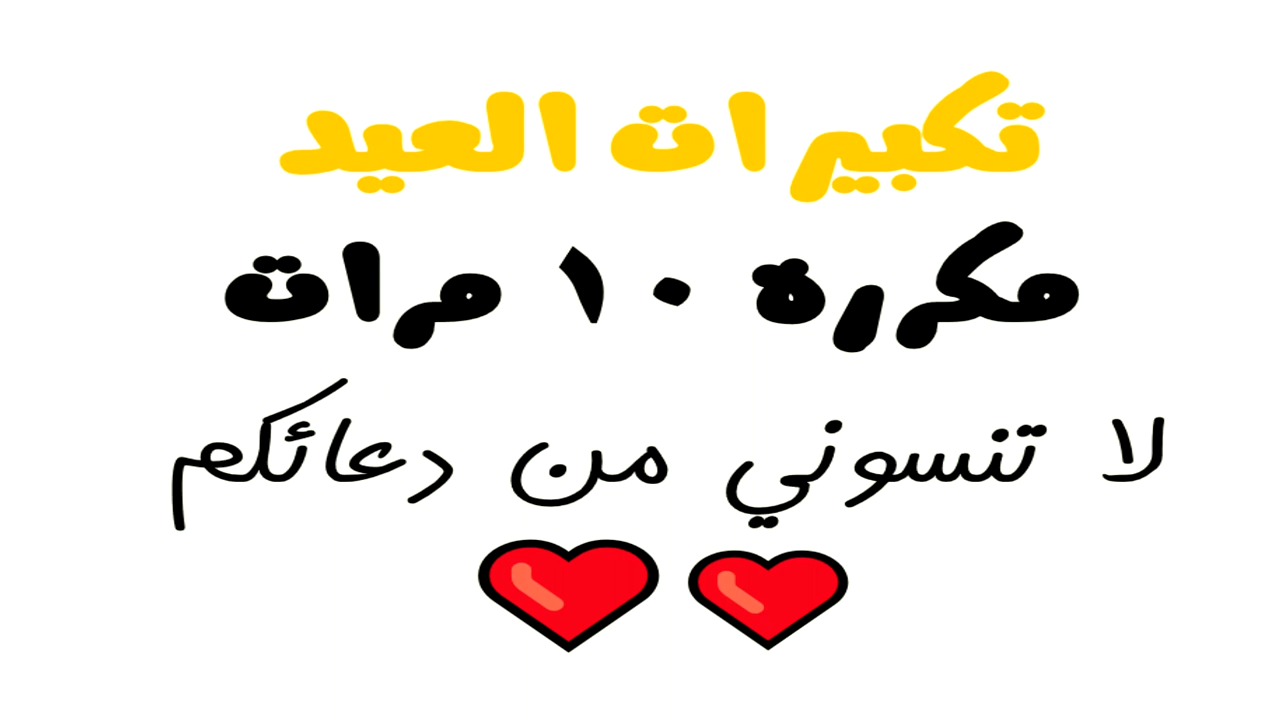 تكبيرات العيد
مكررة ١٠ مرات
لا تنسوني من دعائكم